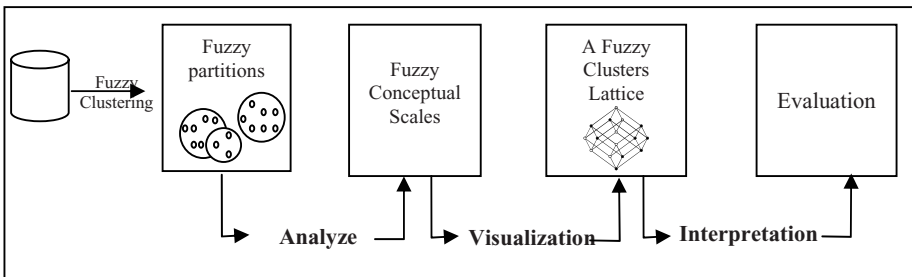 Fuzzy
Clustering
Fuzzy
partitions
Analyze
Fuzzy
Conceptual
Scales
Visualization
A Fuzzy
Clusters
Lattice
Interpretation
Evaluation